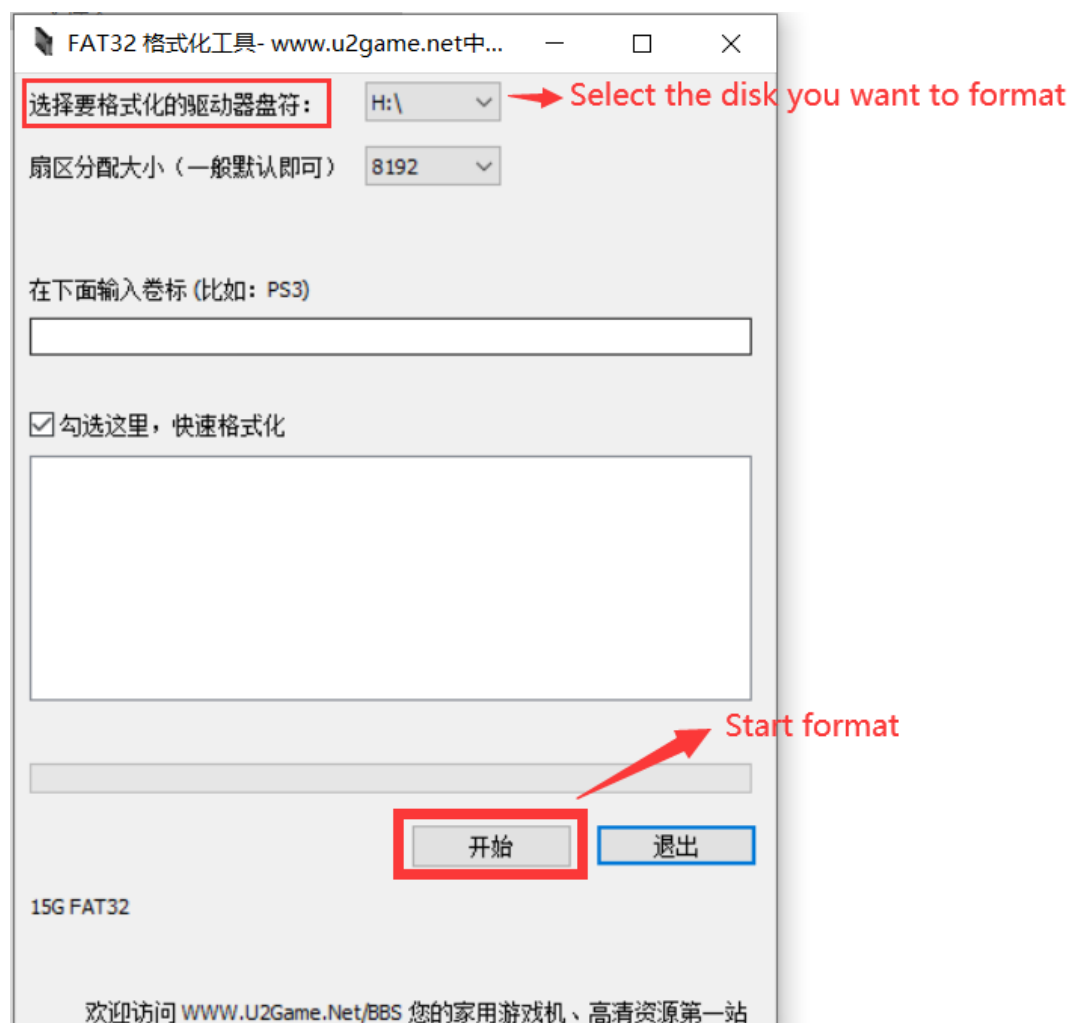 FAT32 格式化工具- www.u2game.net中...
选择要格式化的驱动器盘符： H:\ Select the disk you want to format
扇区分配大小（一般默认即可） 8192
在下面输入卷标 (比如：PS3)
勾选这里，快速格式化
Start format
开始 退出
15G FAT32
欢迎访问 WWW.U2Game.Net/BBS 您的家用游戏机、高清资源第一站